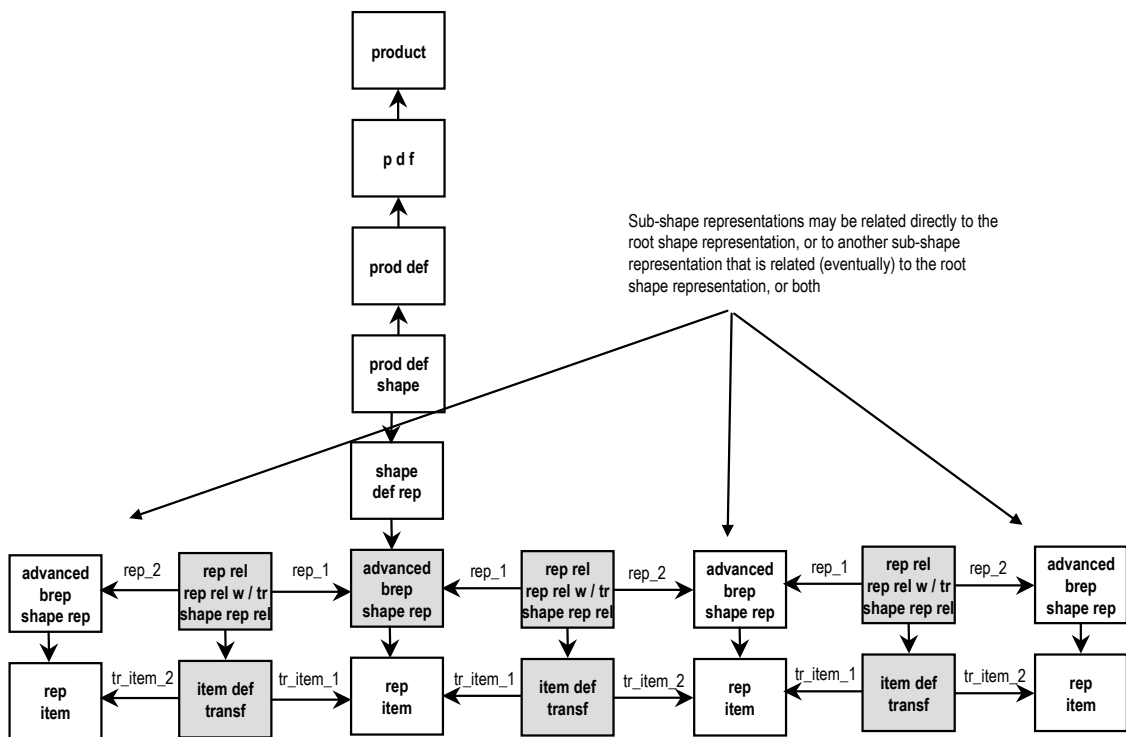 product
p d f
Sub-shape representations may be related directly to the
root shape representation, or to another sub-shape
representation that is related (eventually) to the root
shape representation, or both
prod def
prod def
shape
shape
def rep
advanced
brep
shape rep
rep_2
rep rel
rep rel w / tr
shape rep rel
rep_1
advanced
brep
shape rep
rep_1
rep rel
rep rel w / tr
shape rep rel
rep_2
advanced
brep
shape rep
rep_1
rep rel
rep rel w / tr
shape rep rel
rep_2
advanced
brep
shape rep
rep
item
tr_item_2
item def
transf
tr_item_1
rep
item
tr_item_1
item def
transf
tr_item_2
rep
item
tr_item_1
item def
transf
tr_item_2
rep
item